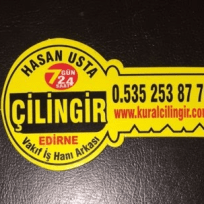 HASAN USTA
7 GÜN
24 SAAT
ÇİLİNGİR
EDİRNE
Vakıf İş Hanı Arkası
0.535 253 87 7
www.kuralcilingir.co